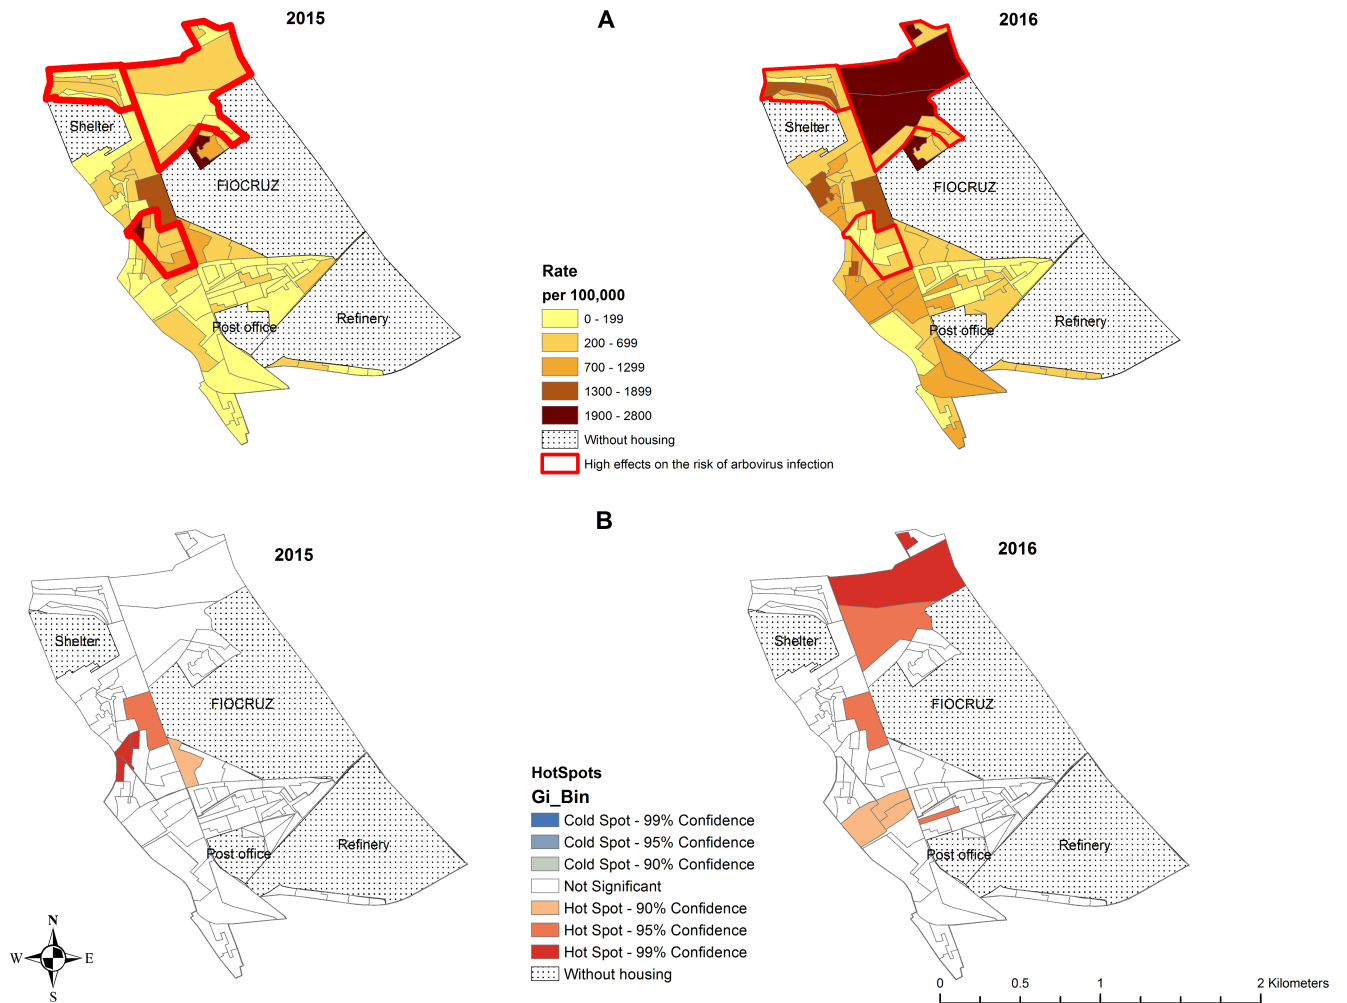 2015
A
2016
Shelter
FIOCRUZ
Post office
Refinery
Rate
per 100,000
0 - 199
200 - 699
700 - 1299
1300 - 1899
1900 - 2800
Without housing
High effects on the risk of arbovirus infection
Shelter
FIOCRUZ
Post office
Refinery
B
2015
2016
Shelter
FIOCRUZ
Post office
Refinery
HotSpots
Gi_Bin
Cold Spot - 99% Confidence
Cold Spot - 95% Confidence
Cold Spot - 90% Confidence
Not Significant
Hot Spot - 90% Confidence
Hot Spot - 95% Confidence
Hot Spot - 99% Confidence
Without housing
Shelter
FIOCRUZ
Post office
Refinery
N
W E
S
0 0.5 1 2 Kilometers